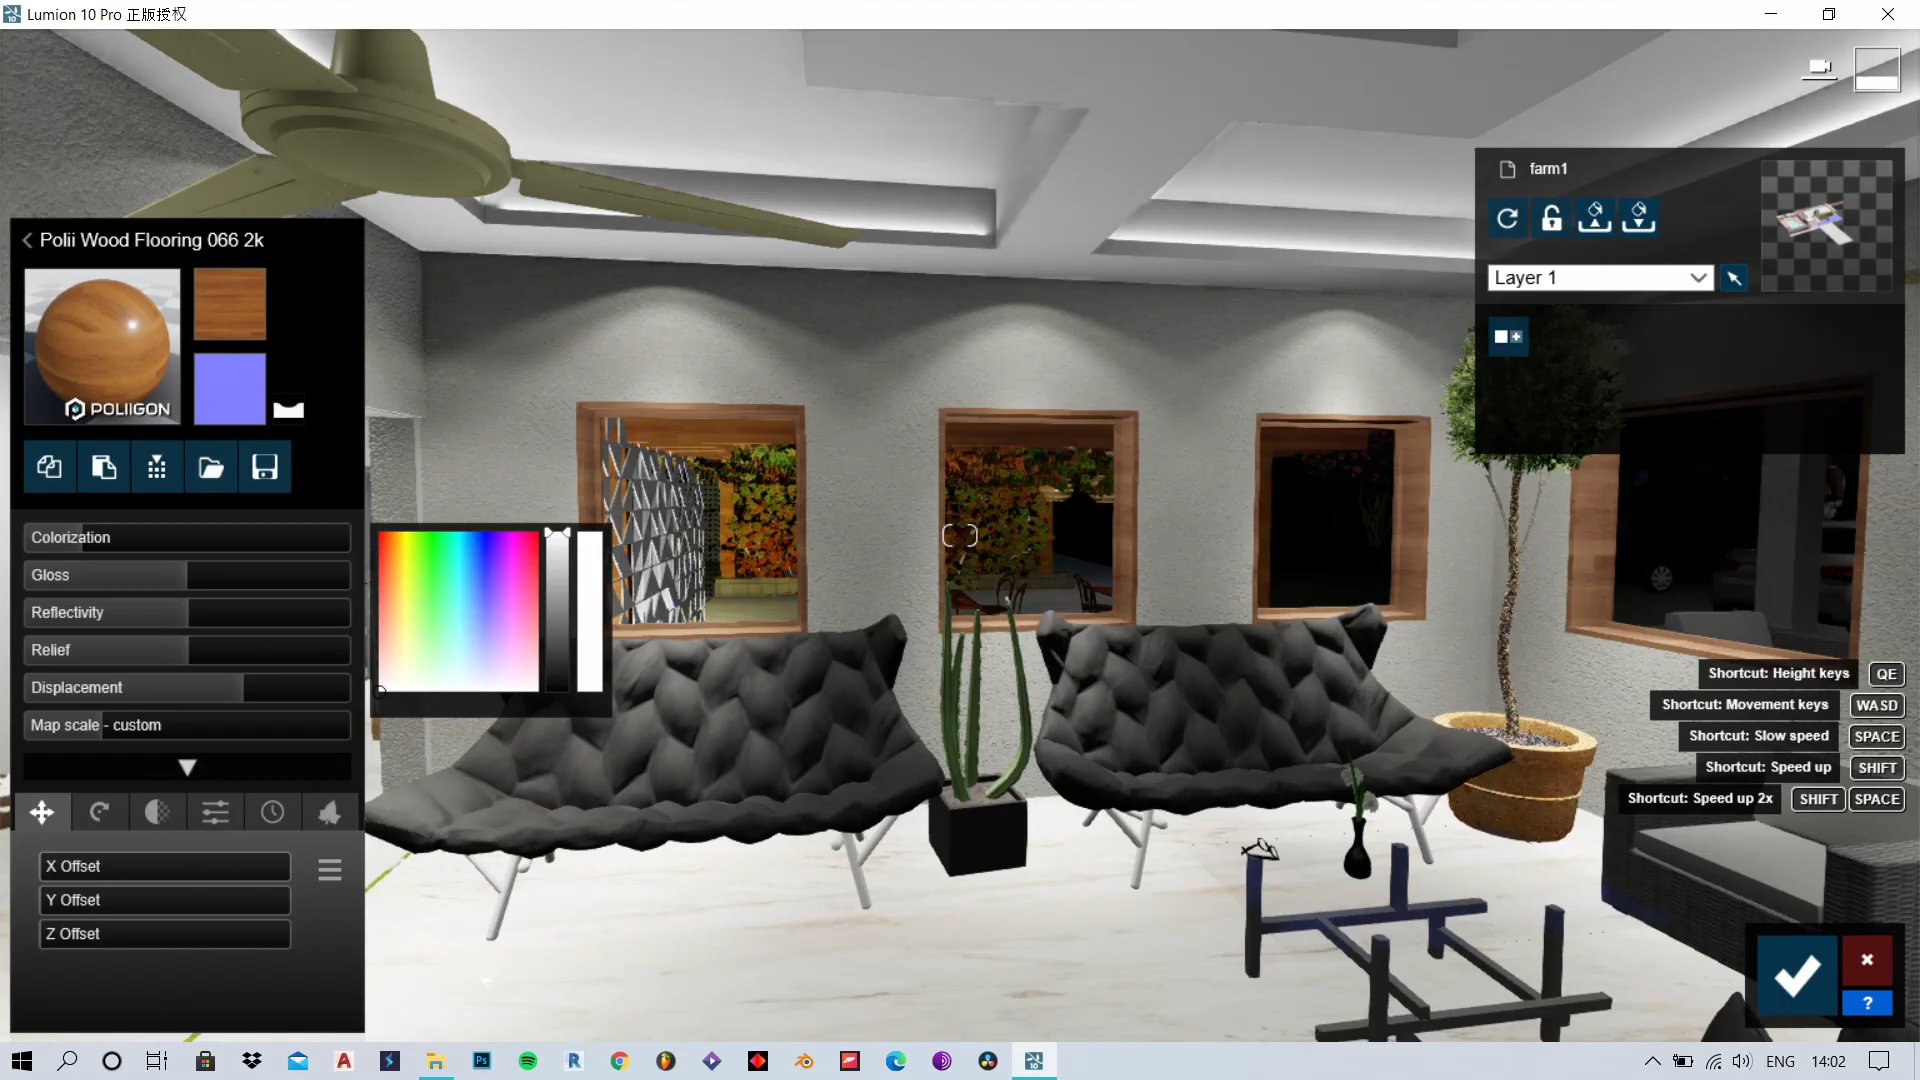 Lumion 10 Pro 正版授权
Polii Wood Flooring 066 2k
POLIIGON
Colorization
Gloss
Reflectivity
Relief
Displacement
Map scale - custom
X Offset
Y Offset
Z Offset
farm1
Layer 1
Shortcut: Height keys QE
Shortcut: Movement keys WASD
Shortcut: Slow speed SPACE
Shortcut: Speed up SHIFT
Shortcut: Speed up 2x SHIFT SPACE
?
ENG 14:02